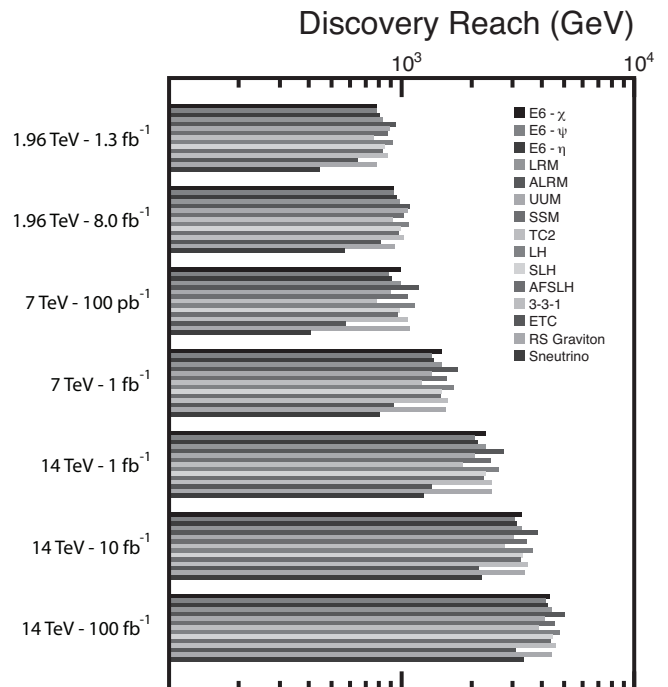 Discovery Reach (GeV)
10³ 10⁴
1.96 TeV - 1.3 fb⁻¹
1.96 TeV - 8.0 fb⁻¹
7 TeV - 100 pb⁻¹
7 TeV - 1 fb⁻¹
14 TeV - 1 fb⁻¹
14 TeV - 10 fb⁻¹
14 TeV - 100 fb⁻¹
E6 - χ
E6 - ψ
E6 - η
LRM
ALRM
UUM
SSM
TC2
LH
SLH
AFSLH
3-3-1
ETC
RS Graviton
Sneutrino